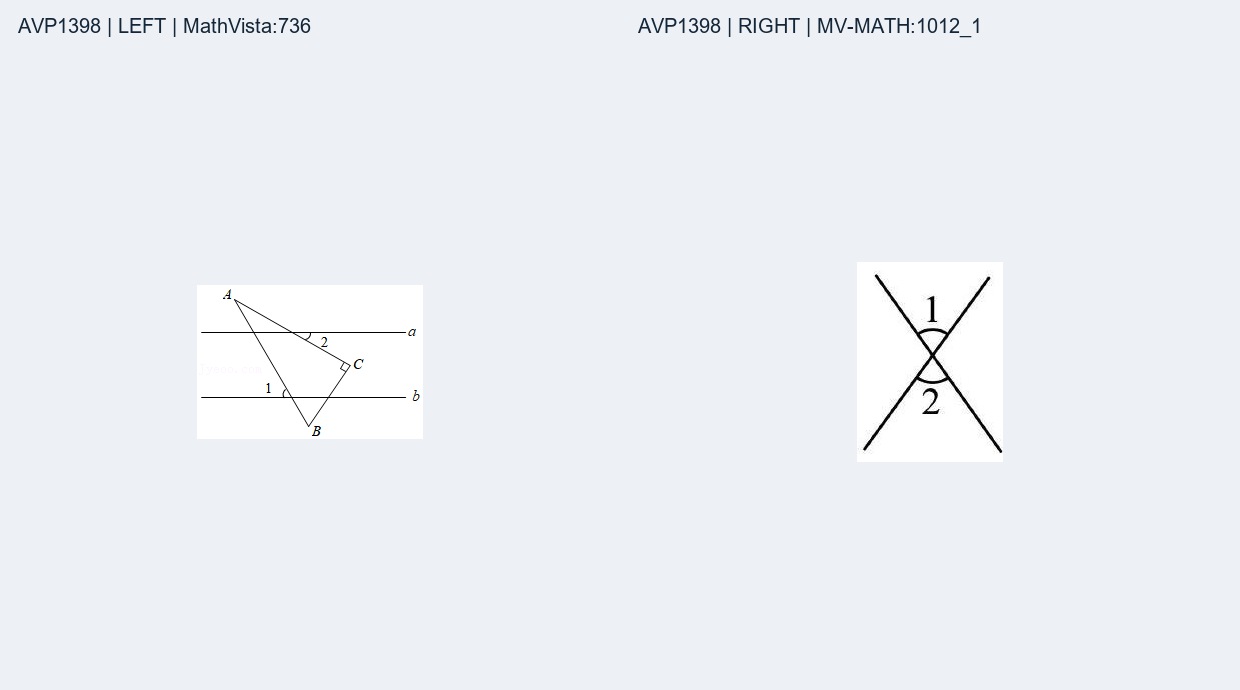 AVP1398 | LEFT | MathVista:736
AVP1398 | RIGHT | MV-MATH:1012_1
A
a
2
C
1
b
B
1
2